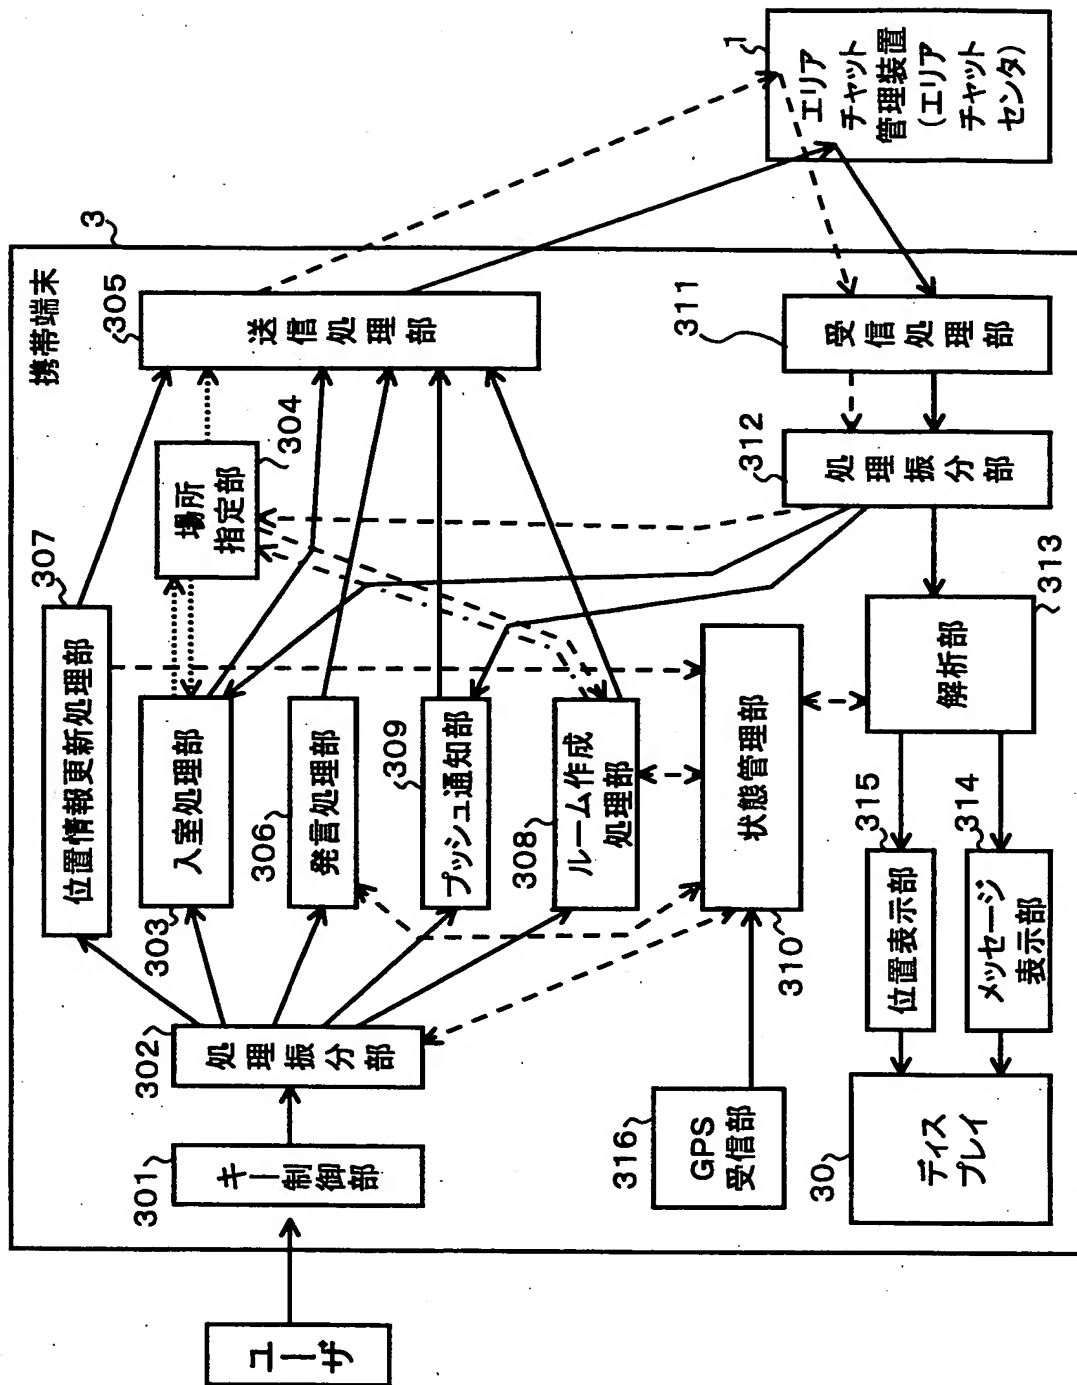 ユーザ
携帯端末
3
301
キー制御部
302
処理振分部
307
位置情報更新処理部
303
入室処理部
306
発言処理部
309
プッシュ通知部
308
ルーム作成
処理部
場所
指定部
304
305
送信処理部
1
エリア
チャット
管理装置
(エリア
チャット
センタ)
311
受信処理部
312
処理振分部
313
解析部
310
状態管理部
316
GPS
受信部
315
位置表示部
314
メッセージ
表示部
30
ディス
プレイ